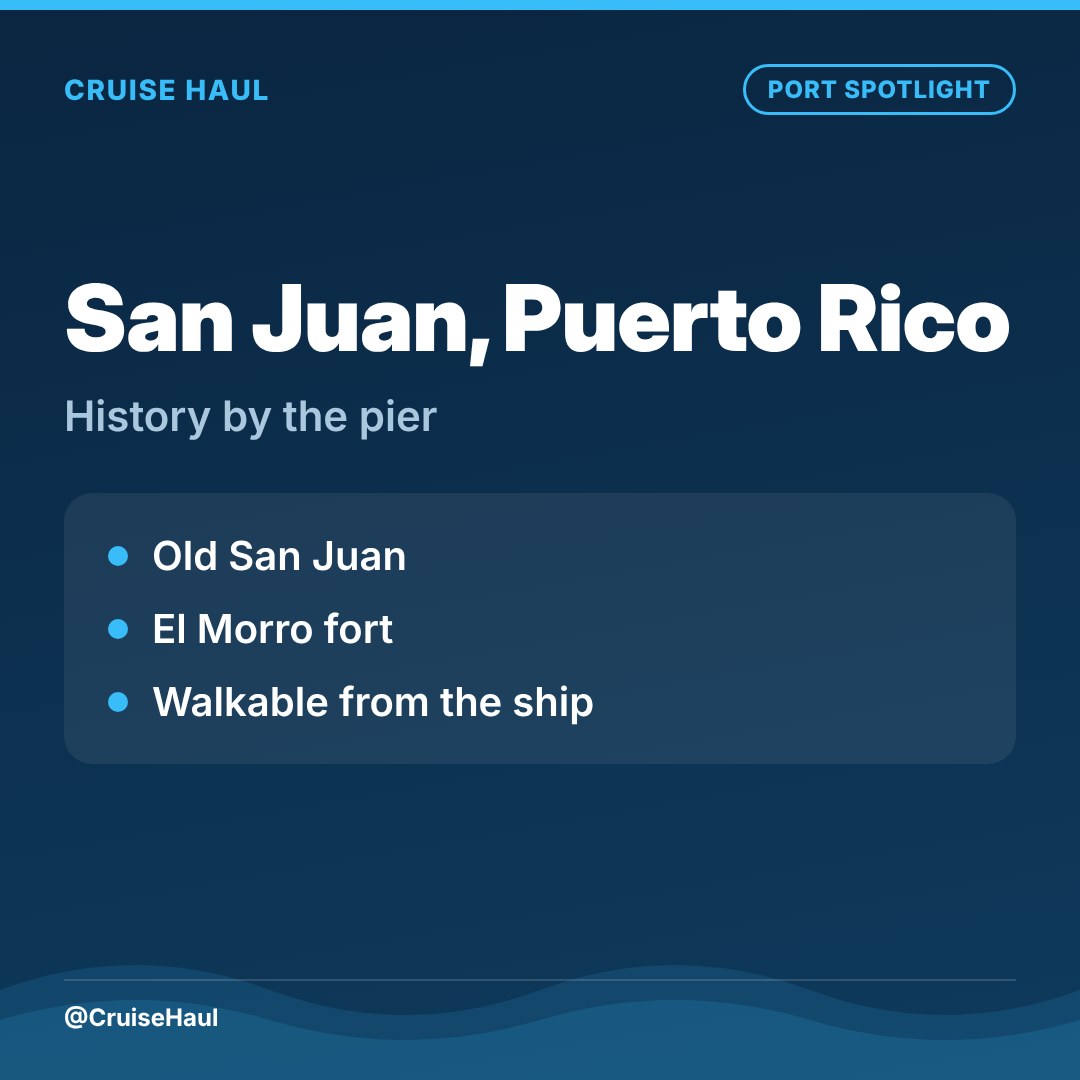 CRUISE HAUL
PORT SPOTLIGHT
San Juan, Puerto Rico
History by the pier
Old San Juan
El Morro fort
Walkable from the ship
@CruiseHaul